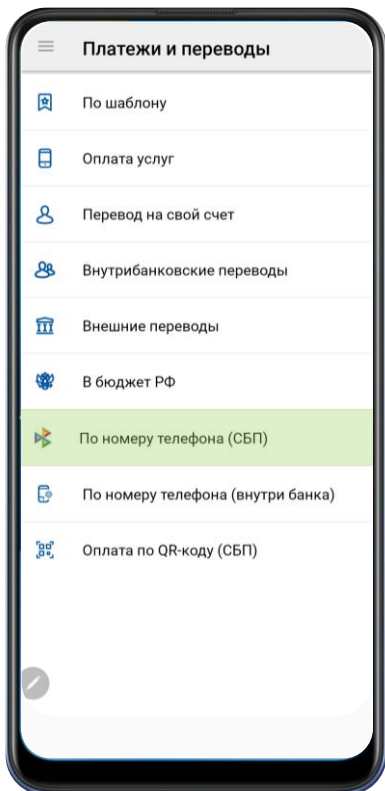 Платежи и переводы
По шаблону
Оплата услуг
Перевод на свой счет
Внутрибанковские переводы
Внешние переводы
В бюджет РФ
По номеру телефона (СБП)
По номеру телефона (внутри банка)
Оплата по QR-коду (СБП)